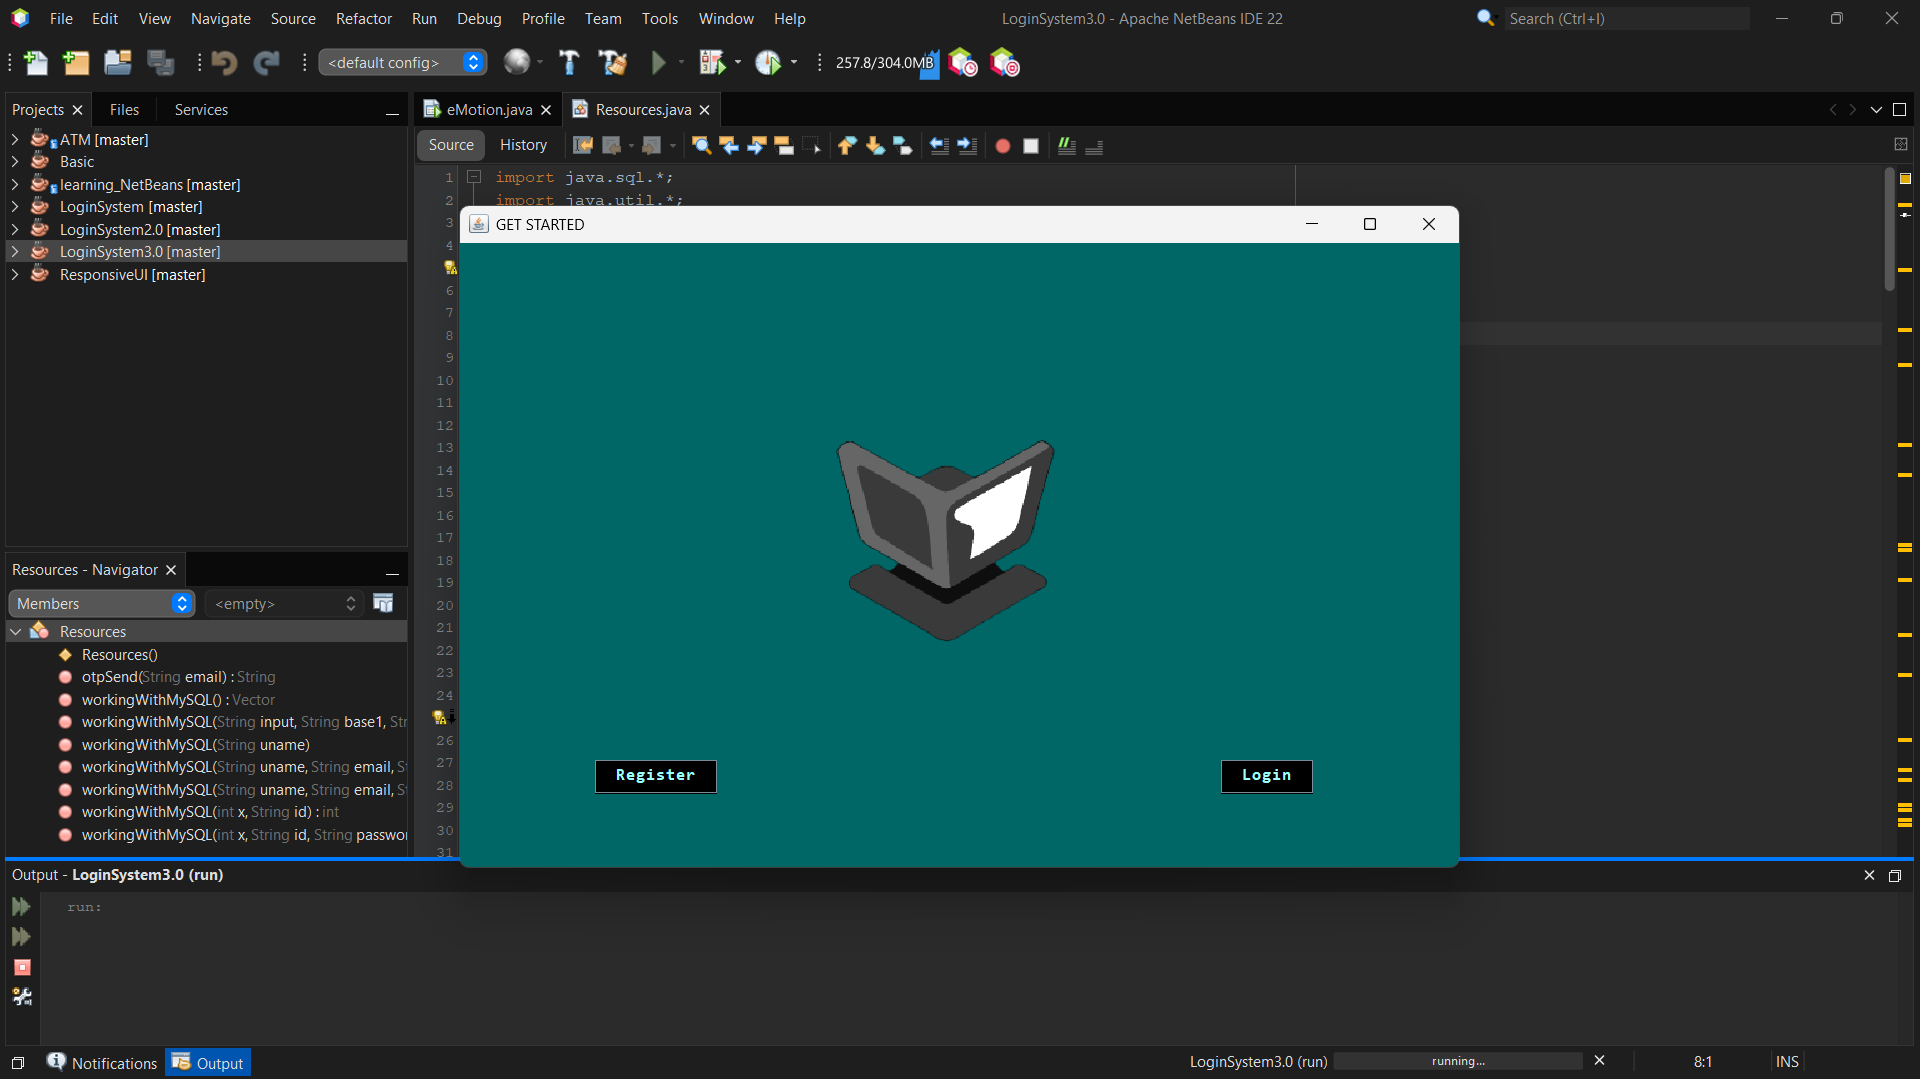 File Edit View Navigate Source Refactor Run Debug Profile Team Tools Window Help
LoginSystem3.0 - Apache NetBeans IDE 22
Search (Ctrl+I)
<default config>
257.8/304.0MB
Projects Files Services
eMotion.java Resources.java
Source History
ATM [master]
Basic
learning_NetBeans [master]
LoginSystem [master]
LoginSystem2.0 [master]
LoginSystem3.0 [master]
ResponsiveUI [master]
1 import java.sql.*;
2 import java.util.*;
3
4
6
7
8
9
10
11
12
13
14
15
16
17
18
19
20
21
22
23
24
26
27
28
29
30
31
GET STARTED
Register
Login
Resources - Navigator
Members
<empty>
Resources
Resources()
otpSend(String email) : String
workingWithMySQL() : Vector
workingWithMySQL(String input, String base1, Str
workingWithMySQL(String uname)
workingWithMySQL(String uname, String email, S
workingWithMySQL(String uname, String email, S
workingWithMySQL(int x, String id) : int
workingWithMySQL(int x, String id, String passwor
Output - LoginSystem3.0 (run)
run:
Notifications Output
LoginSystem3.0 (run) running... 8:1 INS